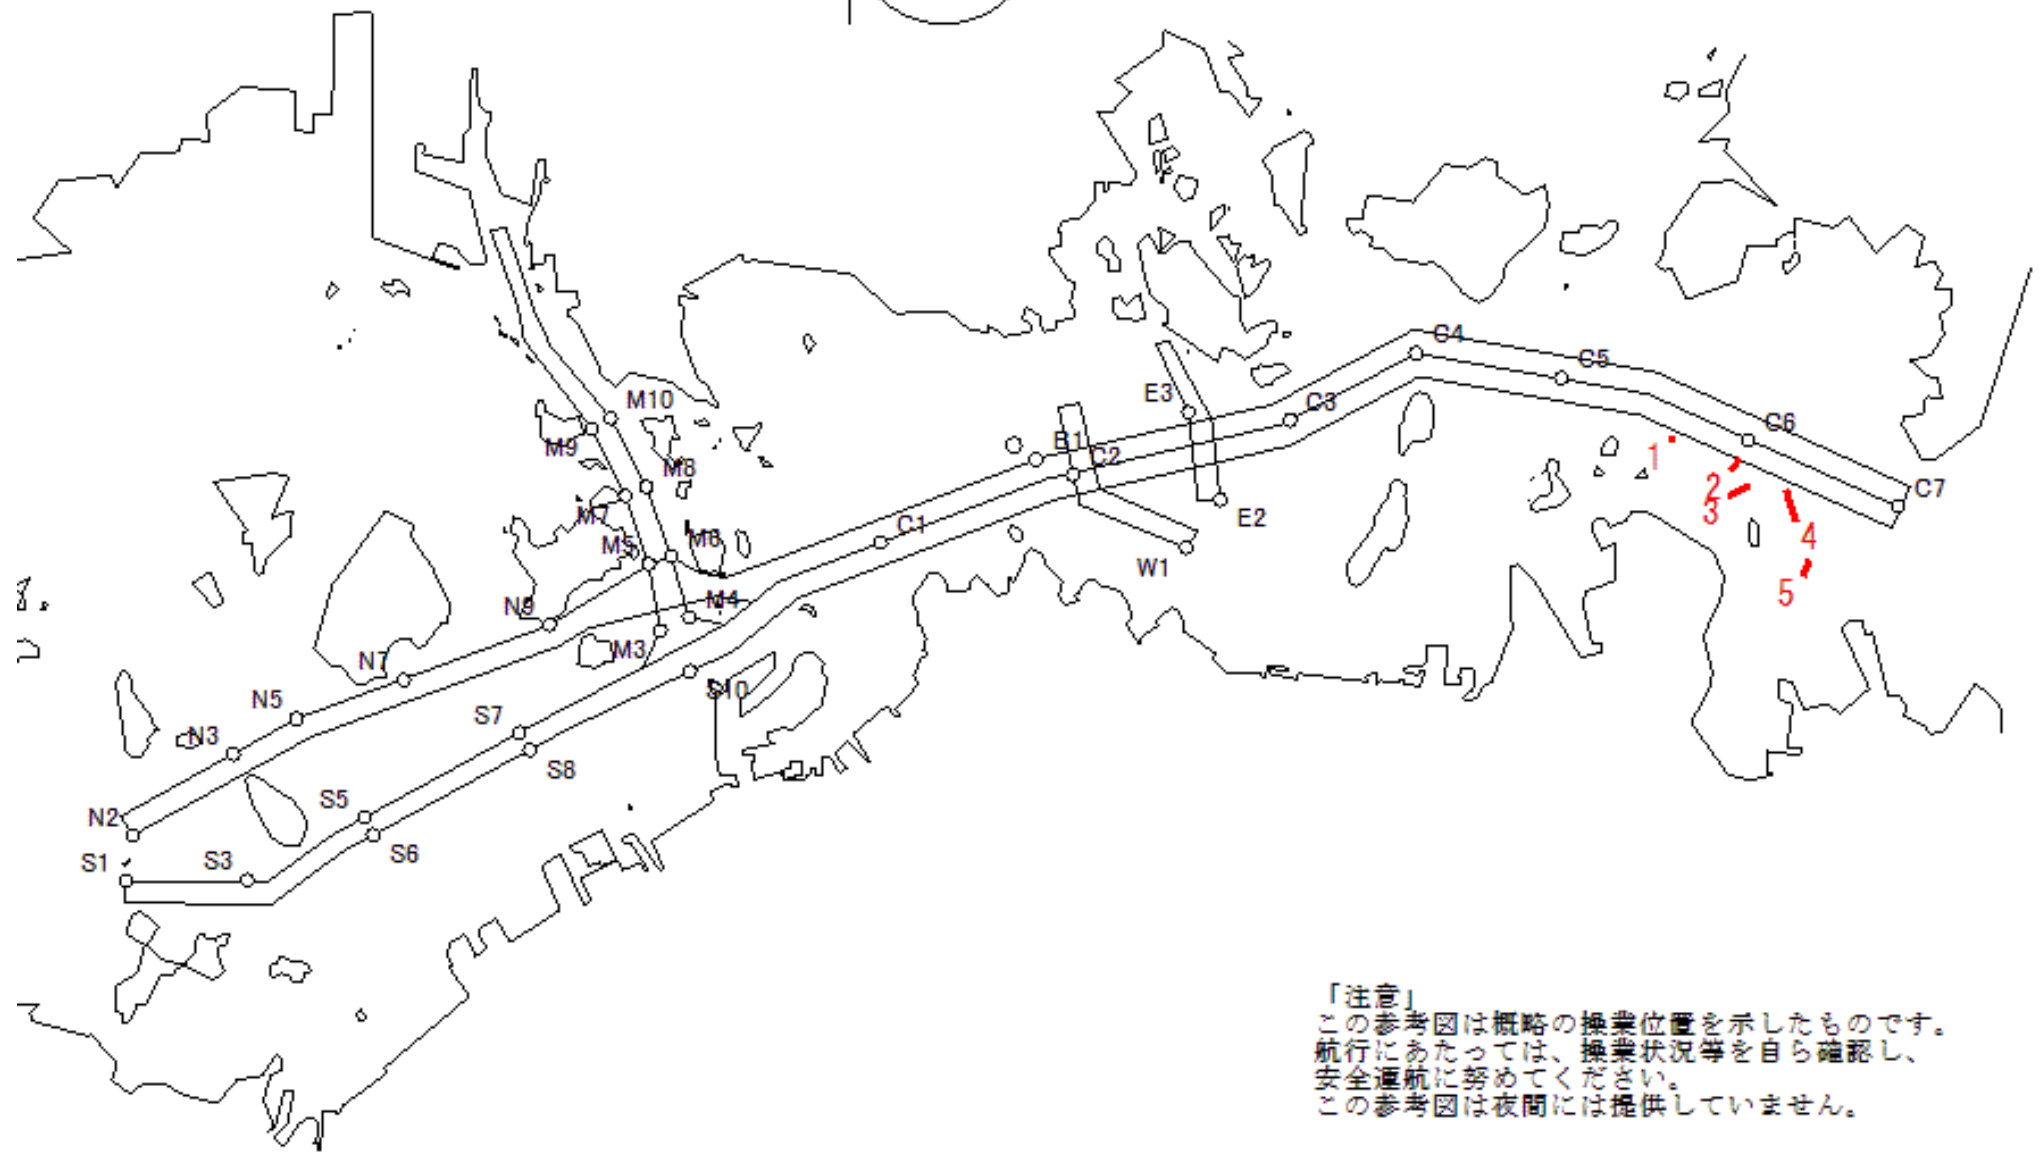 C4
C5
M10
E3
C3
C6
M9
B1
1
M8
C2
2
C7
M7
3
E2
C1
M5
M6
4
W1
5
N9
M4
M3
N7
S10
N5
S7
N3
S8
S5
N2
S6
S1
S3
「注意」
この参考図は概略の操業位置を示したものです。
航行にあたっては、操業状況等を自ら確認し、
安全運航に努めてください。
この参考図は夜間には提供していません。